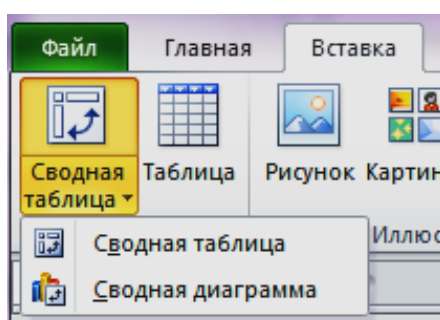 Файл Главная Вставка
Сводная таблица Таблица Рисунок
Сводная таблица
Сводная диаграмма